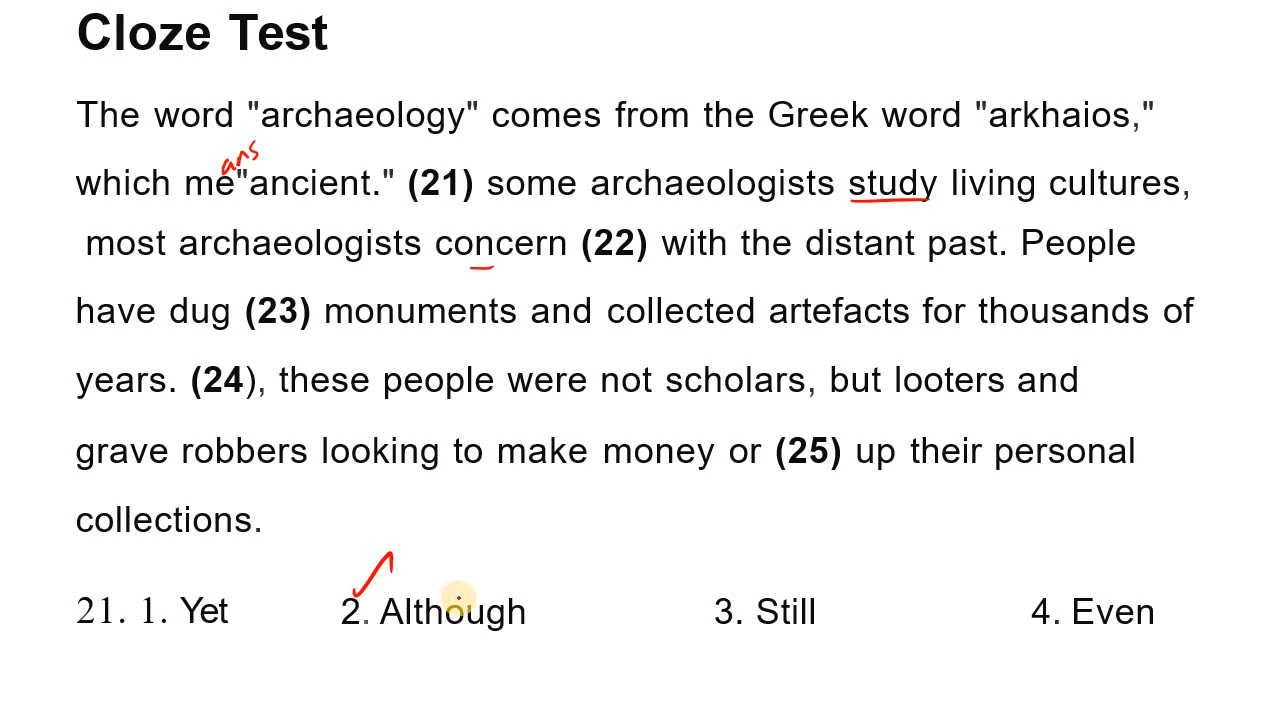 Cloze Test
The word "archaeology" comes from the Greek word "arkhaios,"
ans
which me"ancient." (21) some archaeologists study living cultures,
most archaeologists concern (22) with the distant past. People
have dug (23) monuments and collected artefacts for thousands of
years. (24), these people were not scholars, but looters and
grave robbers looking to make money or (25) up their personal
collections.
21. 1. Yet 2. Although 3. Still 4. Even